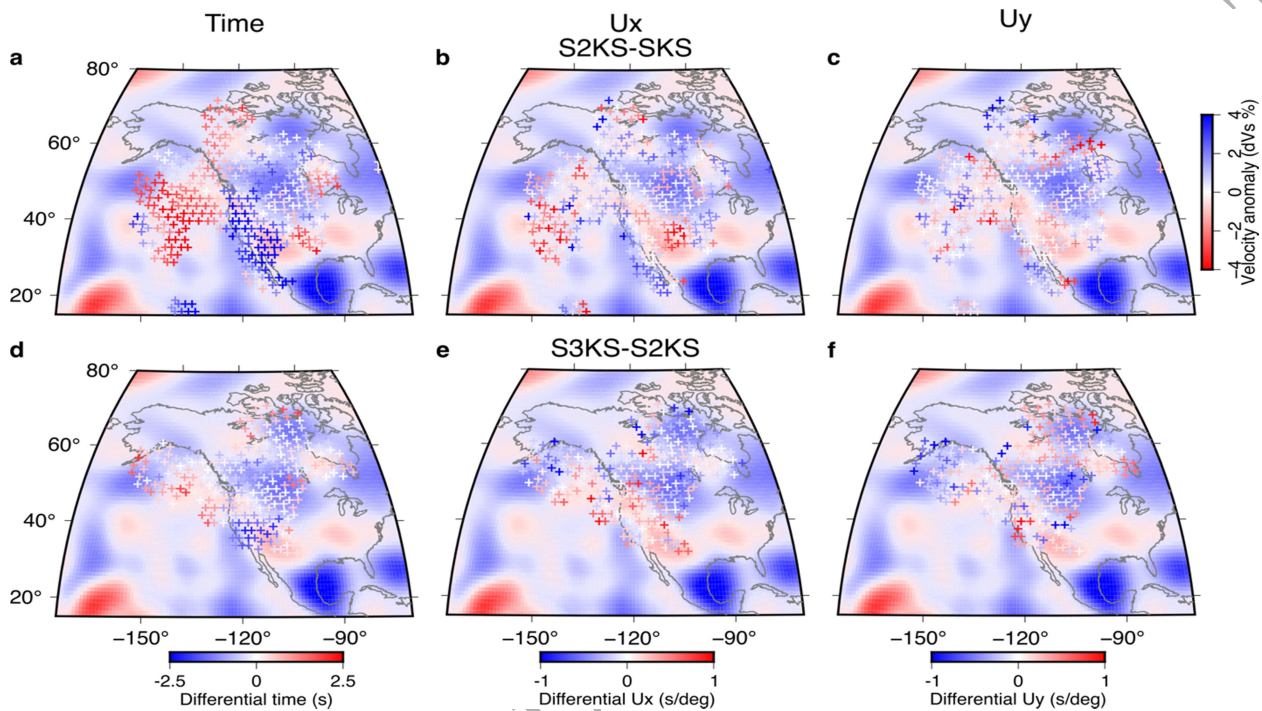 Time
Ux
Uy
S2KS-SKS
a
b
c
80°
60°
40°
20°
4
2
0
−2
−4
Velocity anomaly (dVs %)
S3KS-S2KS
d
e
f
80°
60°
40°
20°
−150° −120° −90°
−150° −120° −90°
−150° −120° −90°
-2.5 0 2.5
Differential time (s)
-1 0 1
Differential Ux (s/deg)
-1 0 1
Differential Uy (s/deg)